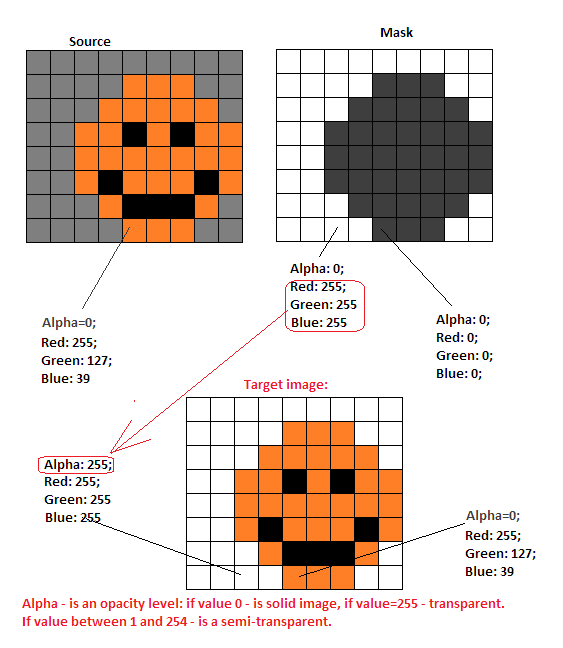 Source
Mask
Alpha: 0;
Red: 255;
Green: 255
Blue: 255
Alpha=0;
Red: 255;
Green: 127;
Blue: 39
Alpha: 0;
Red: 0;
Green: 0;
Blue: 0;
Target image:
Alpha: 255;
Red: 255;
Green: 255
Blue: 255
Alpha=0;
Red: 255;
Green: 127;
Blue: 39
Alpha - is an opacity level: if value 0 - is solid image, if value=255 - transparent.
If value between 1 and 254 - is a semi-transparent.